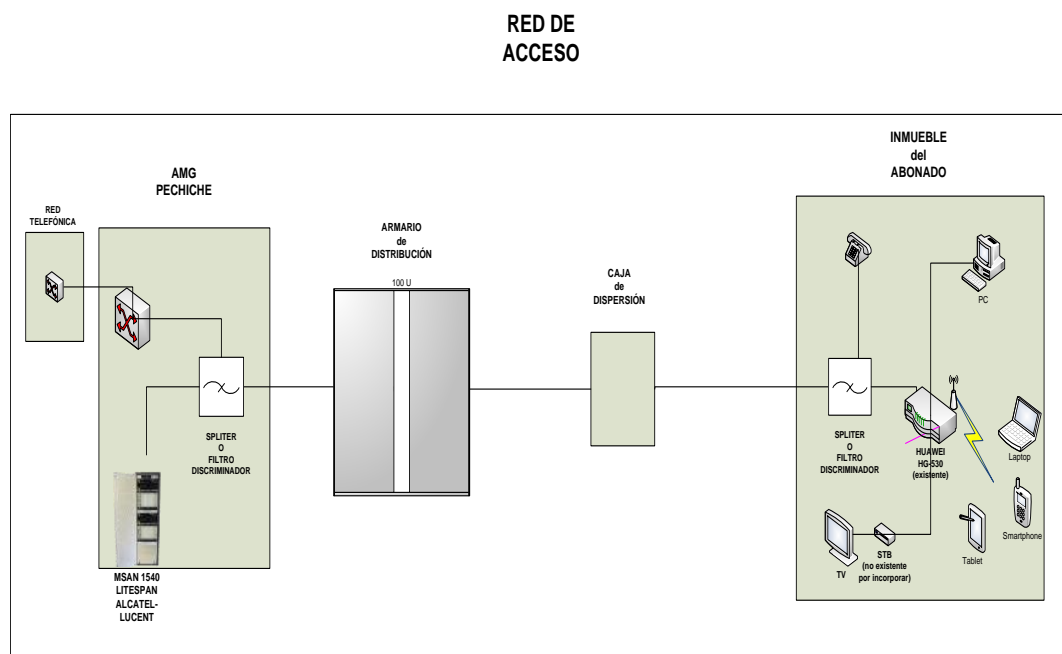 RED DE
ACCESO
INMUEBLE
del
ABONADO
AMG
PECHICHE
RED
TELEFÓNICA
ARMARIO
de
DISTRIBUCIÓN
100 U
CAJA
de
DISPERSIÓN
PC
SPLITER
O
FILTRO
DISCRIMINADOR
SPLITER
O
FILTRO
DISCRIMINADOR
HUAWEI
HG-530
(existente)
Laptop
Smartphone
Tablet
STB
(no existente
por incorporar)
TV
MSAN 1540
LITESPAN
ALCATEL-
LUCENT